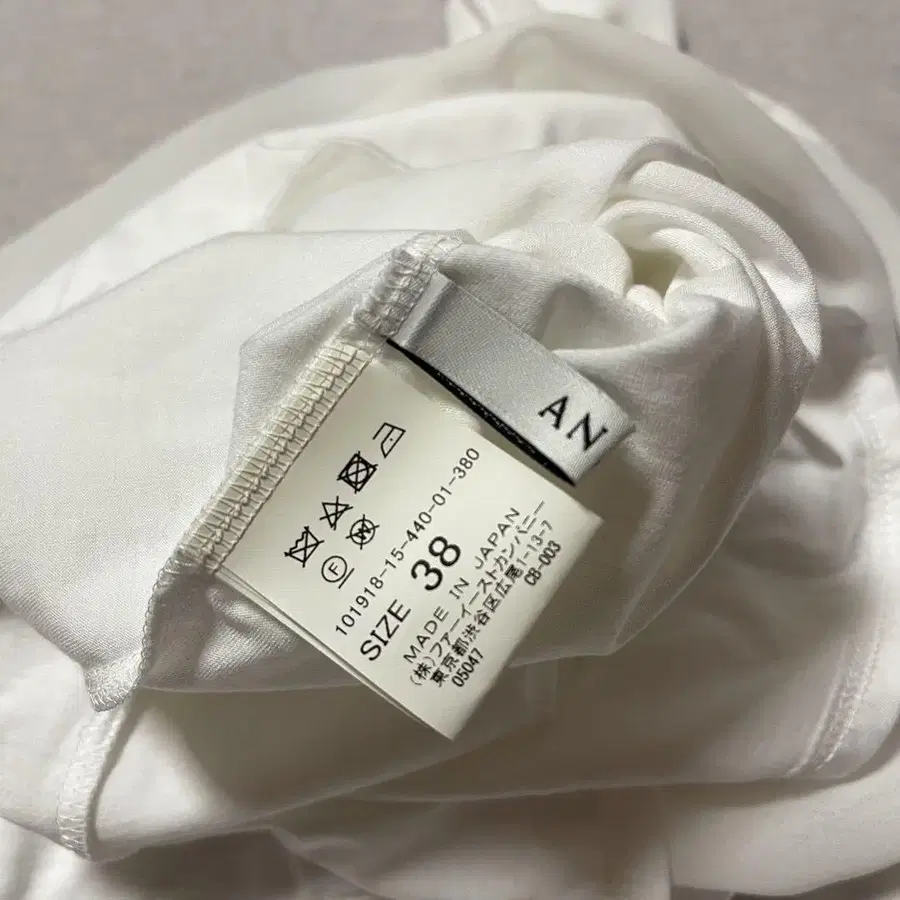 AN
F
W
101918-15-440-01-380
SIZE 38
MADE IN JAPAN
(株)ファーイーストカンパニー
東京都渋谷区広尾1-13-7
05047 CB-003